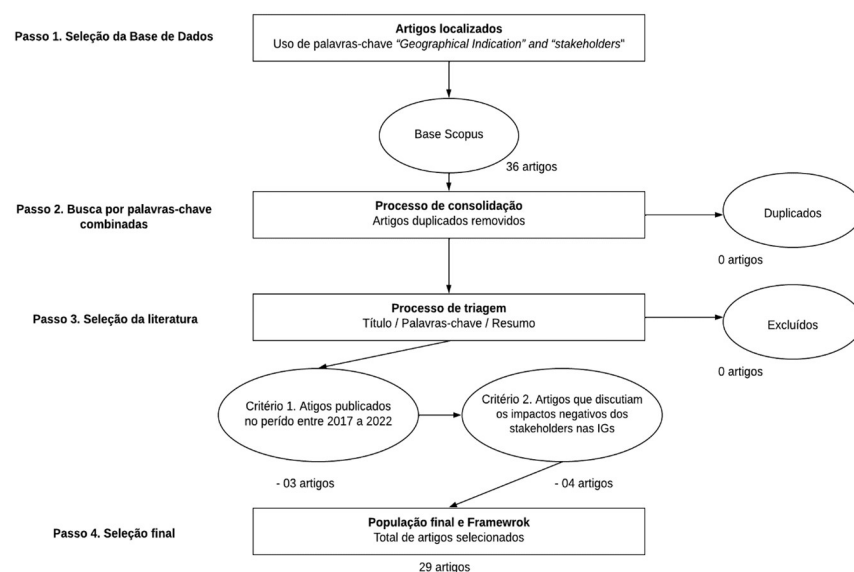 Passo 1. Seleção da Base de Dados
Artigos localizados
Uso de palavras-chave “Geographical Indication” and “stakeholders"
Base Scopus
36 artigos
Passo 2. Busca por palavras-chave
combinadas
Processo de consolidação
Artigos duplicados removidos
Duplicados
0 artigos
Passo 3. Seleção da literatura
Processo de triagem
Título / Palavras-chave / Resumo
Excluídos
0 artigos
Critério 1. Atigos publicados
no perído entre 2017 a 2022
- 03 artigos
Critério 2. Artigos que discutiam
os impactos negativos dos
stakeholders nas IGs
- 04 artigos
Passo 4. Seleção final
População final e Framewrok
Total de artigos selecionados
29 artigos